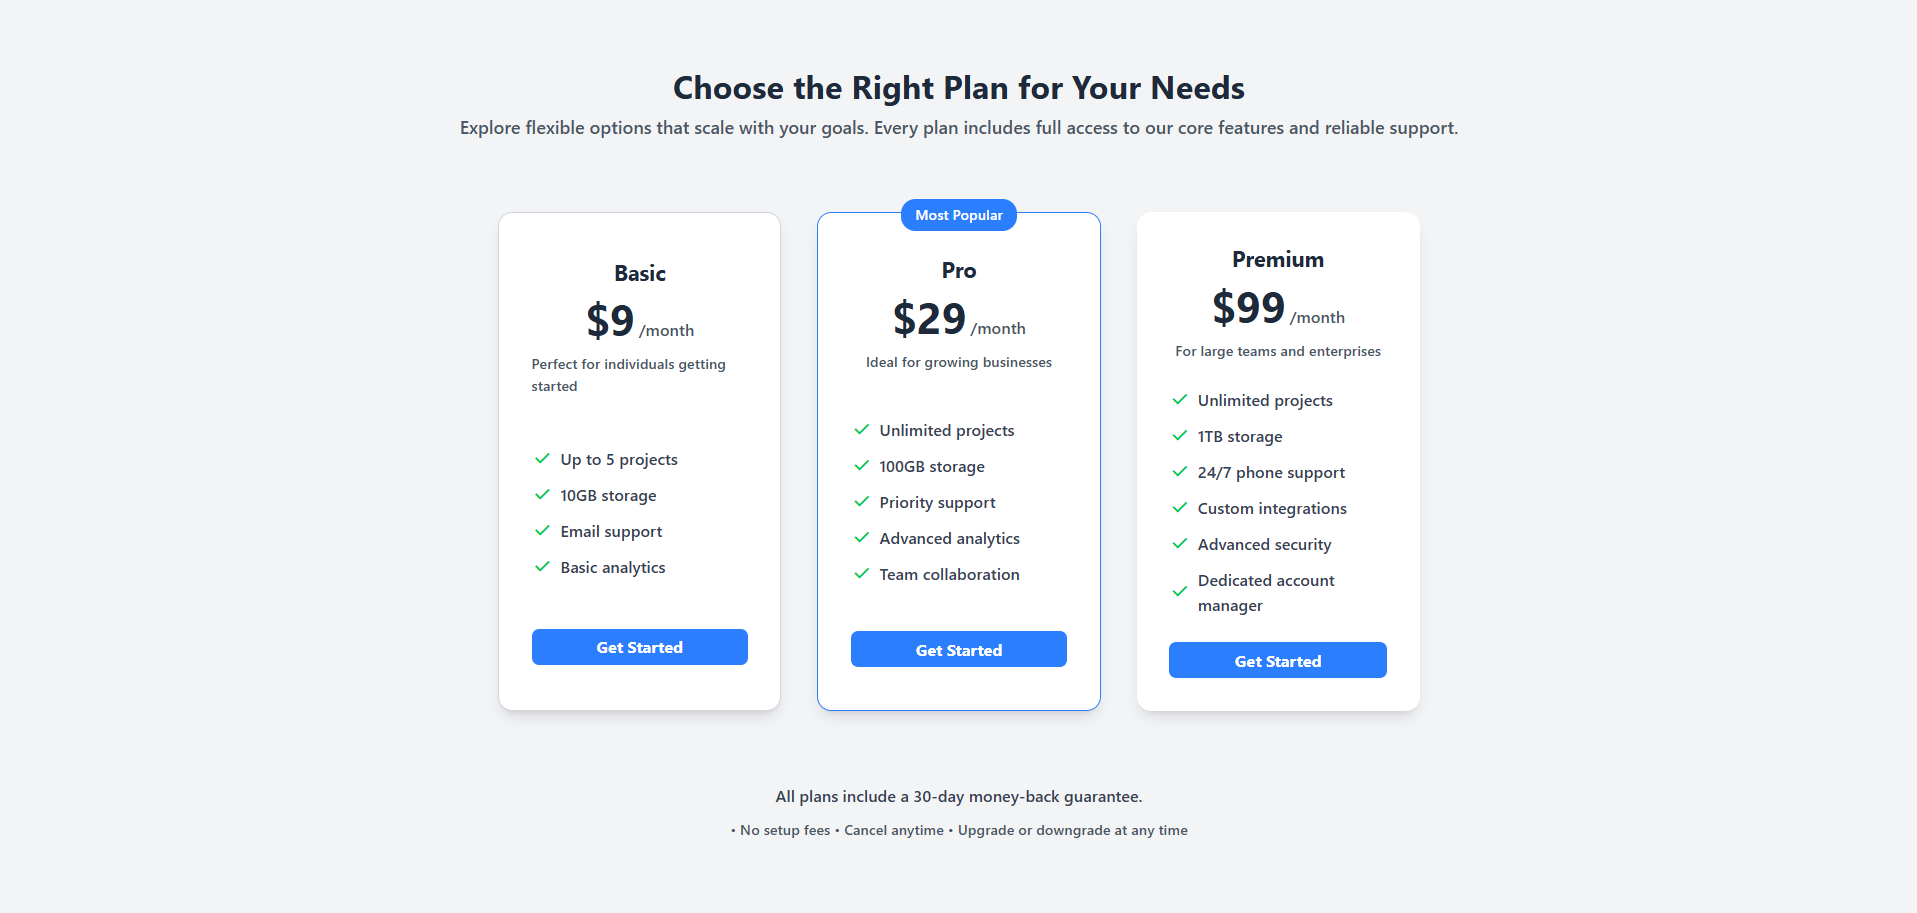 Choose the Right Plan for Your Needs
Explore flexible options that scale with your goals. Every plan includes full access to our core features and reliable support.
Basic
$9 /month
Perfect for individuals getting
started
Up to 5 projects
10GB storage
Email support
Basic analytics
Get Started
Most Popular
Pro
$29 /month
Ideal for growing businesses
Unlimited projects
100GB storage
Priority support
Advanced analytics
Team collaboration
Get Started
Premium
$99 /month
For large teams and enterprises
Unlimited projects
1TB storage
24/7 phone support
Custom integrations
Advanced security
Dedicated account
manager
Get Started
All plans include a 30-day money-back guarantee.
• No setup fees • Cancel anytime • Upgrade or downgrade at any time